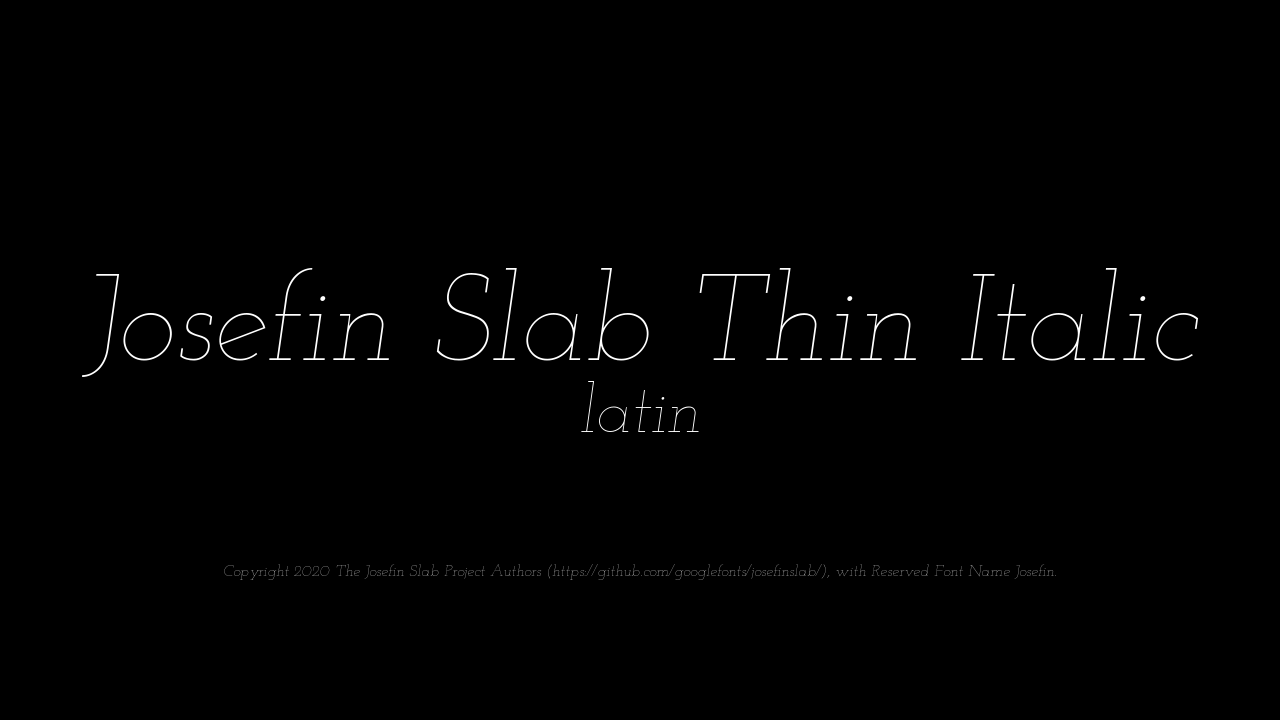 Josefin Slab Thin Italic
latin
Copyright 2020 The Josefin Slab Project Authors (https://github.com/googlefonts/josefinslab/), with Reserved Font Name Josefin.